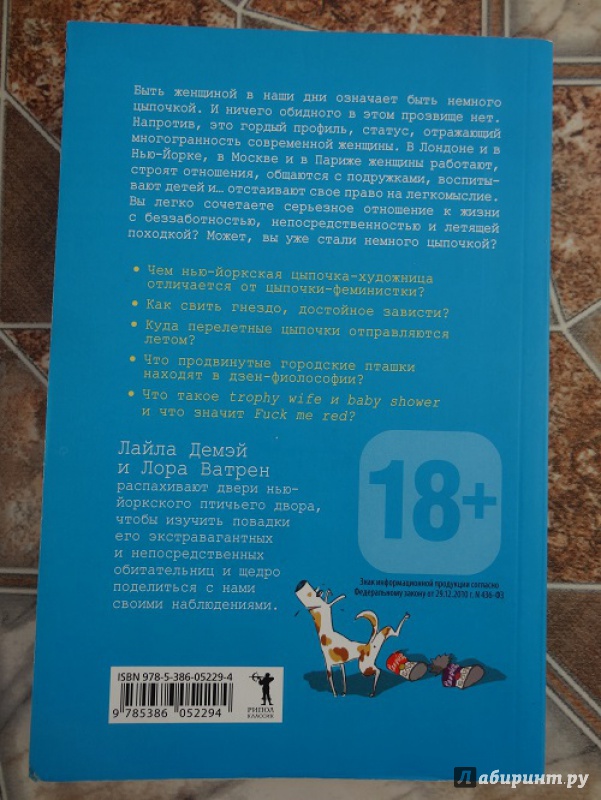 Быть женщиной в наши дни означает быть немного
цыпочкой. И ничего обидного в этом прозвище нет.
Напротив, это гордый профиль, статус, отражающий
многогранность современной женщины. В Лондоне и в
Нью-Йорке, в Москве и в Париже женщины работают,
строят отношения, общаются с подружками, воспиты-
вают детей и… отстаивают свое право на легкомыслие.
Вы легко сочетаете серьезное отношение к жизни
с беззаботностью, непосредственностью и летящей
походкой? Может, вы уже стали немного цыпочкой?
• Чем нью-йоркская цыпочка-художница
отличается от цыпочки-феминистки?
• Как свить гнездо, достойное зависти?
• Куда перелетные цыпочки отправляются
летом?
• Что продвинутые городские пташки
находят в дзен-фиолософии?
• Что такое trophy wife и baby shower
и что значит Fuck me red?
Лайла Демэй
и Лора Ватрен
распахивают двери нью-
йоркского птичьего двора,
чтобы изучить повадки
его экстравагантных
и непосредственных
обитательниц и щедро
поделиться с нами
своими наблюдениями.
18+
Знак информационной продукции согласно
Федеральному закону от 29.12.2010 г. N 436-ФЗ
ISBN 978-5-386-05229-4
9 785386 052294
РИПОЛ
КЛАССИК
Лабиринт.ру